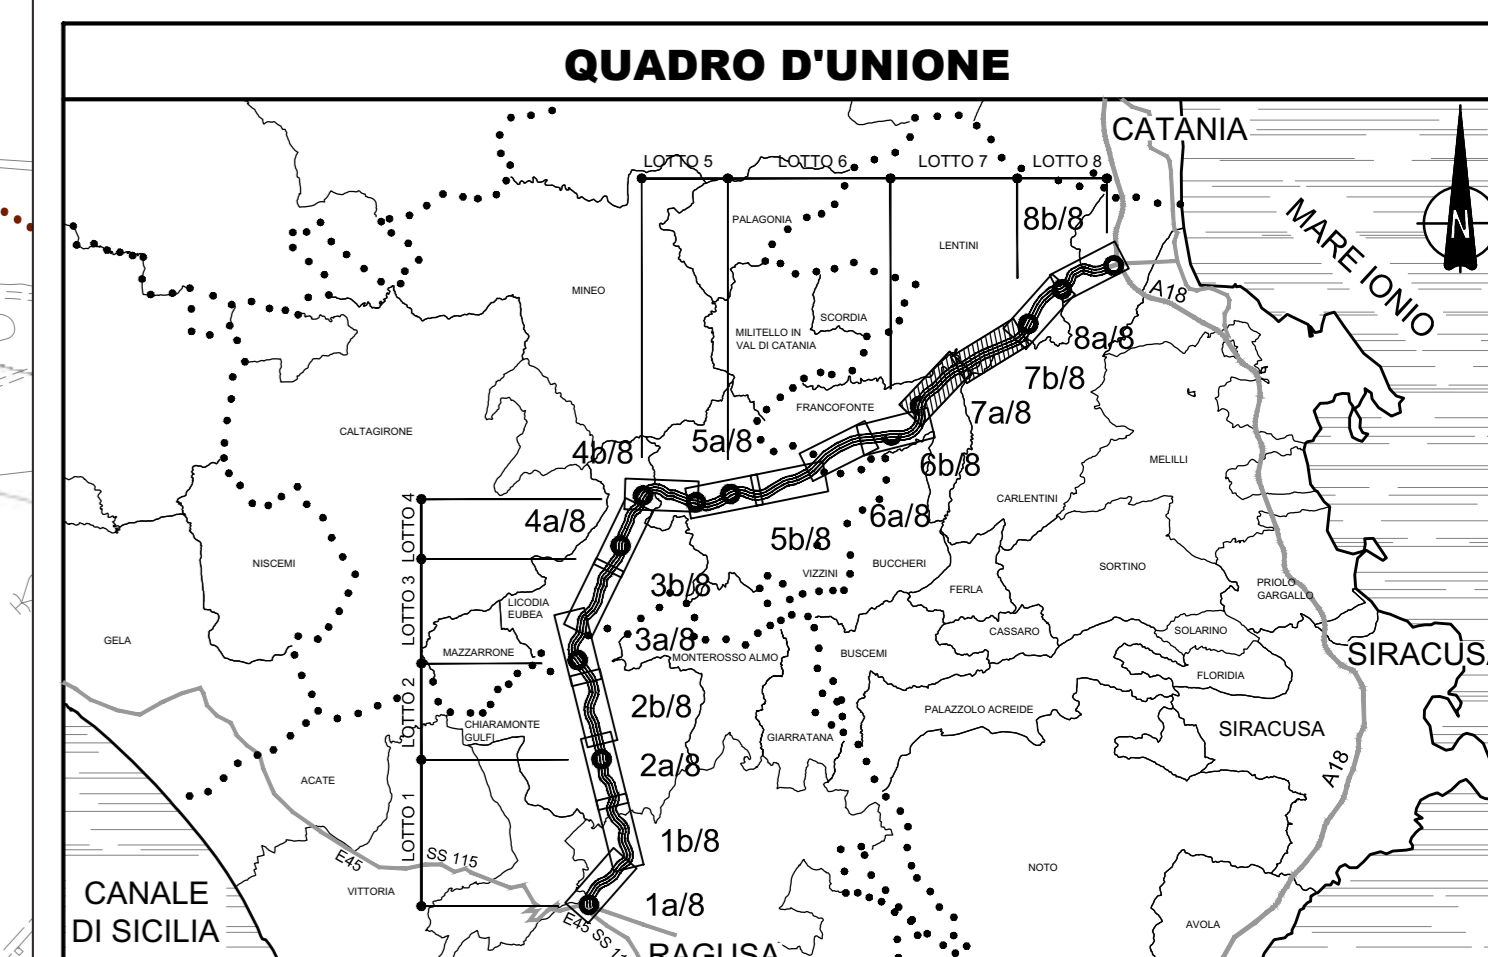 QUADRO D'UNIONE
CATANIA
LOTTO 5
LOTTO 6
LOTTO 7
LOTTO 8
PALAGONIA
8b/8
LENTINI
MARE IONIO
N
MINEO
A18
SCORDIA
MILITELLO IN
VAL DI CATANIA
8a/8
7b/8
FRANCOFONTE
7a/8
CALTAGIRONE
4b/8
5a/8
6b/8
MELILLI
CARLENTINI
LOTTO 4
4a/8
6a/8
5b/8
NISCEMI
VIZZINI
BUCCHERI
SORTINO
FERLA
PRIOLO
GARGALLO
3b/8
LOTTO 3
LICODIA
EUBEA
GELA
MAZZARRONE
3a/8
MONTEROSSO ALMO
BUSCEMI
CASSARO
SOLARINO
SIRACUSA
FLORIDIA
LOTTO 2
2b/8
PALAZZOLO ACREIDE
CHIARAMONTE
GULFI
GIARRATANA
SIRACUSA
ACATE
2a/8
A18
LOTTO 1
1b/8
E45
SS 115
VITTORIA
NOTO
CANALE
DI SICILIA
1a/8
E45 SS 11
AVOLA
RAGUSA